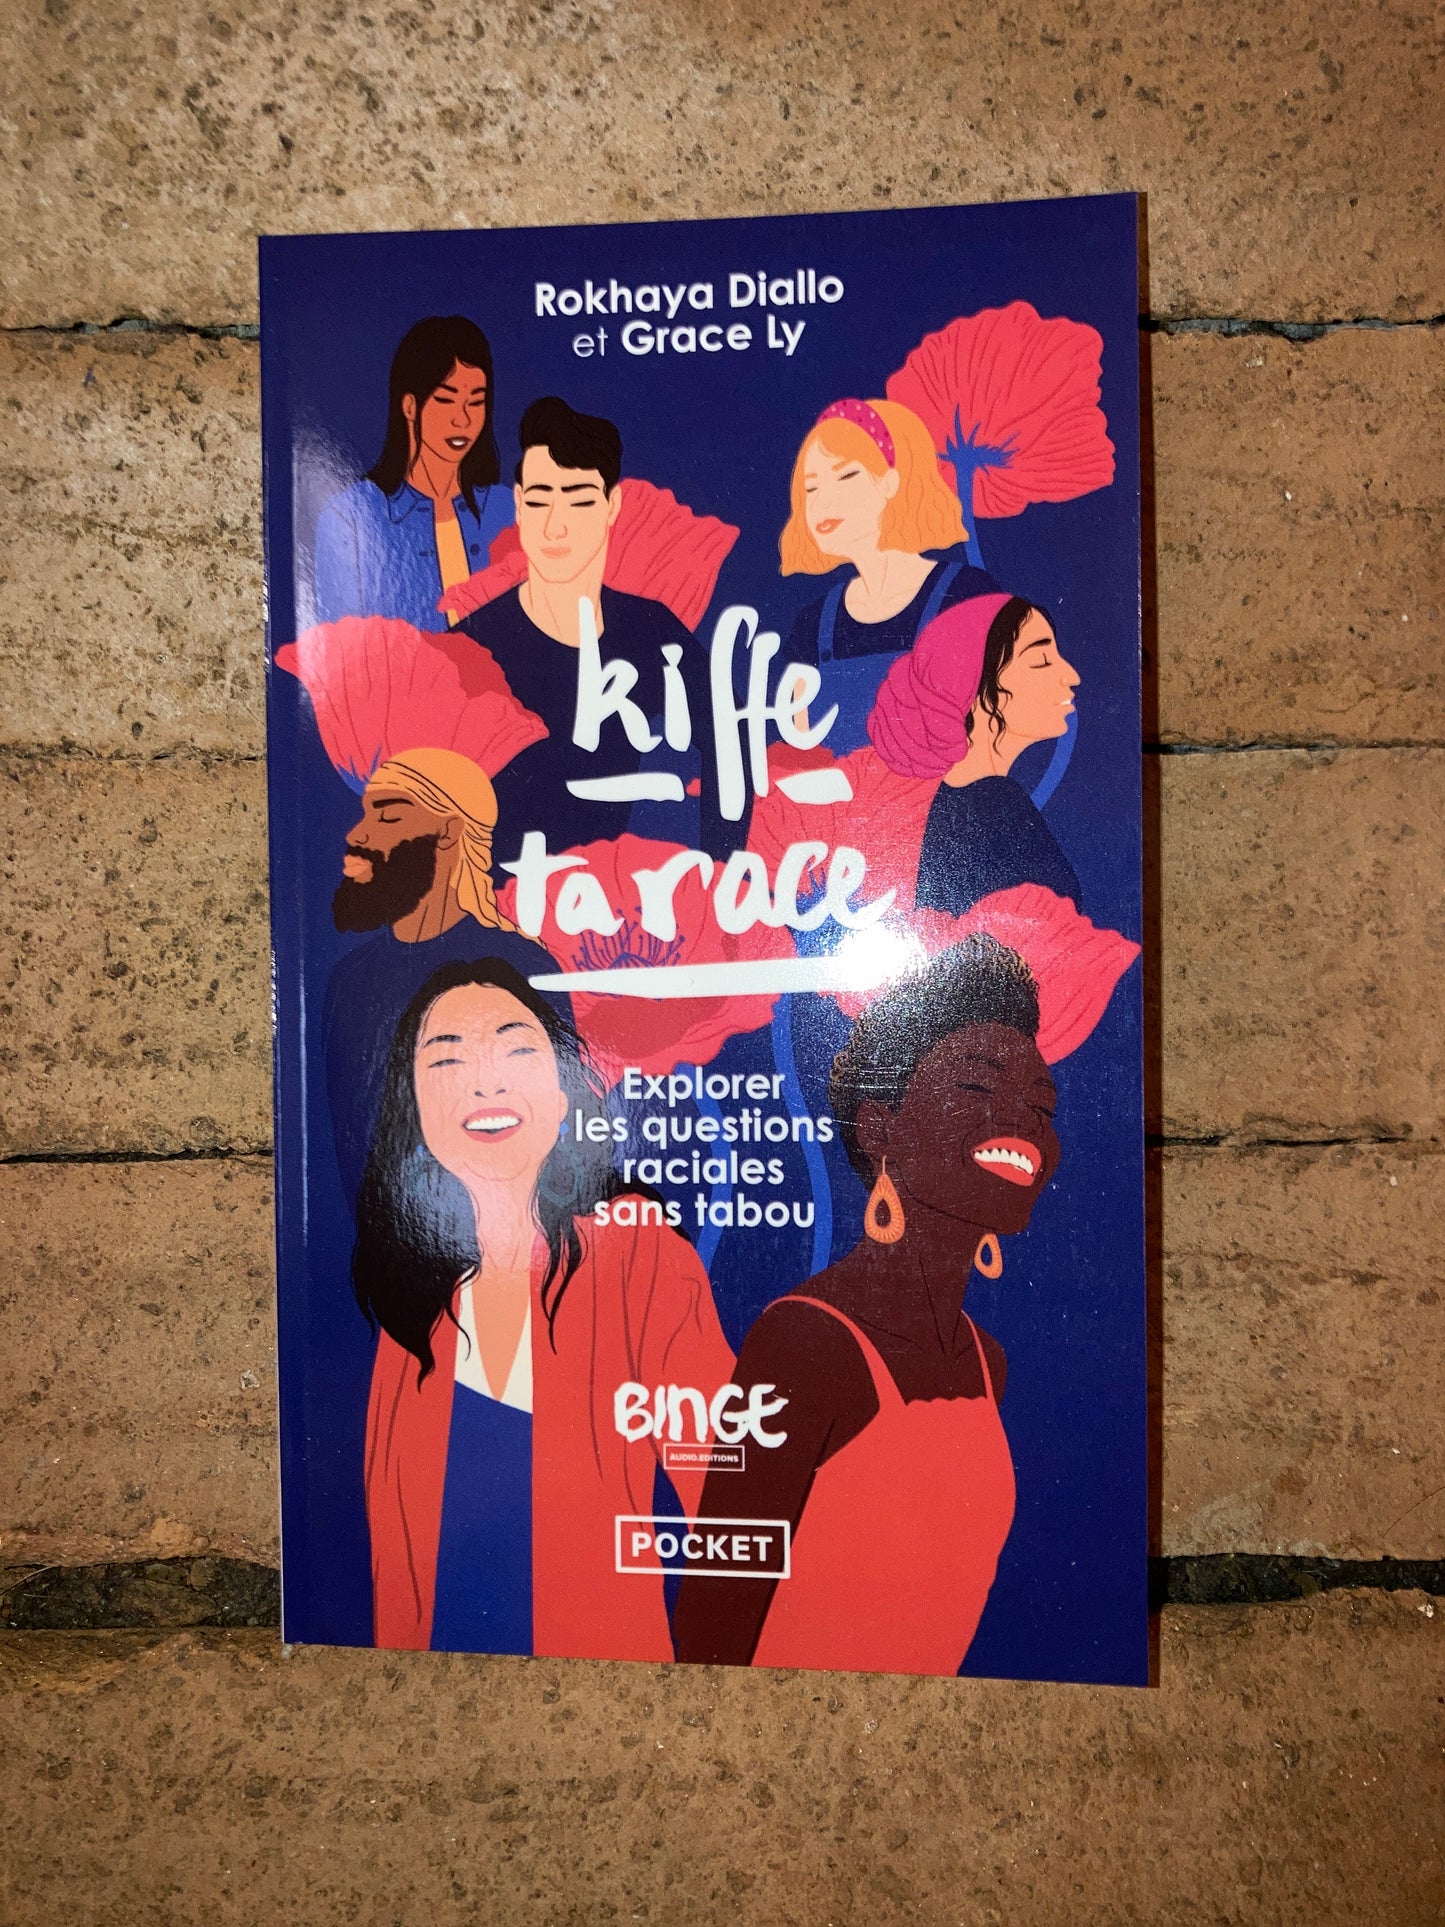 Rokhaya Diallo
et Grace Ly
kiffe
ta race
Explorer
les questions
raciales
sans tabou
BINGE
AUDIO.EDITIONS
POCKET